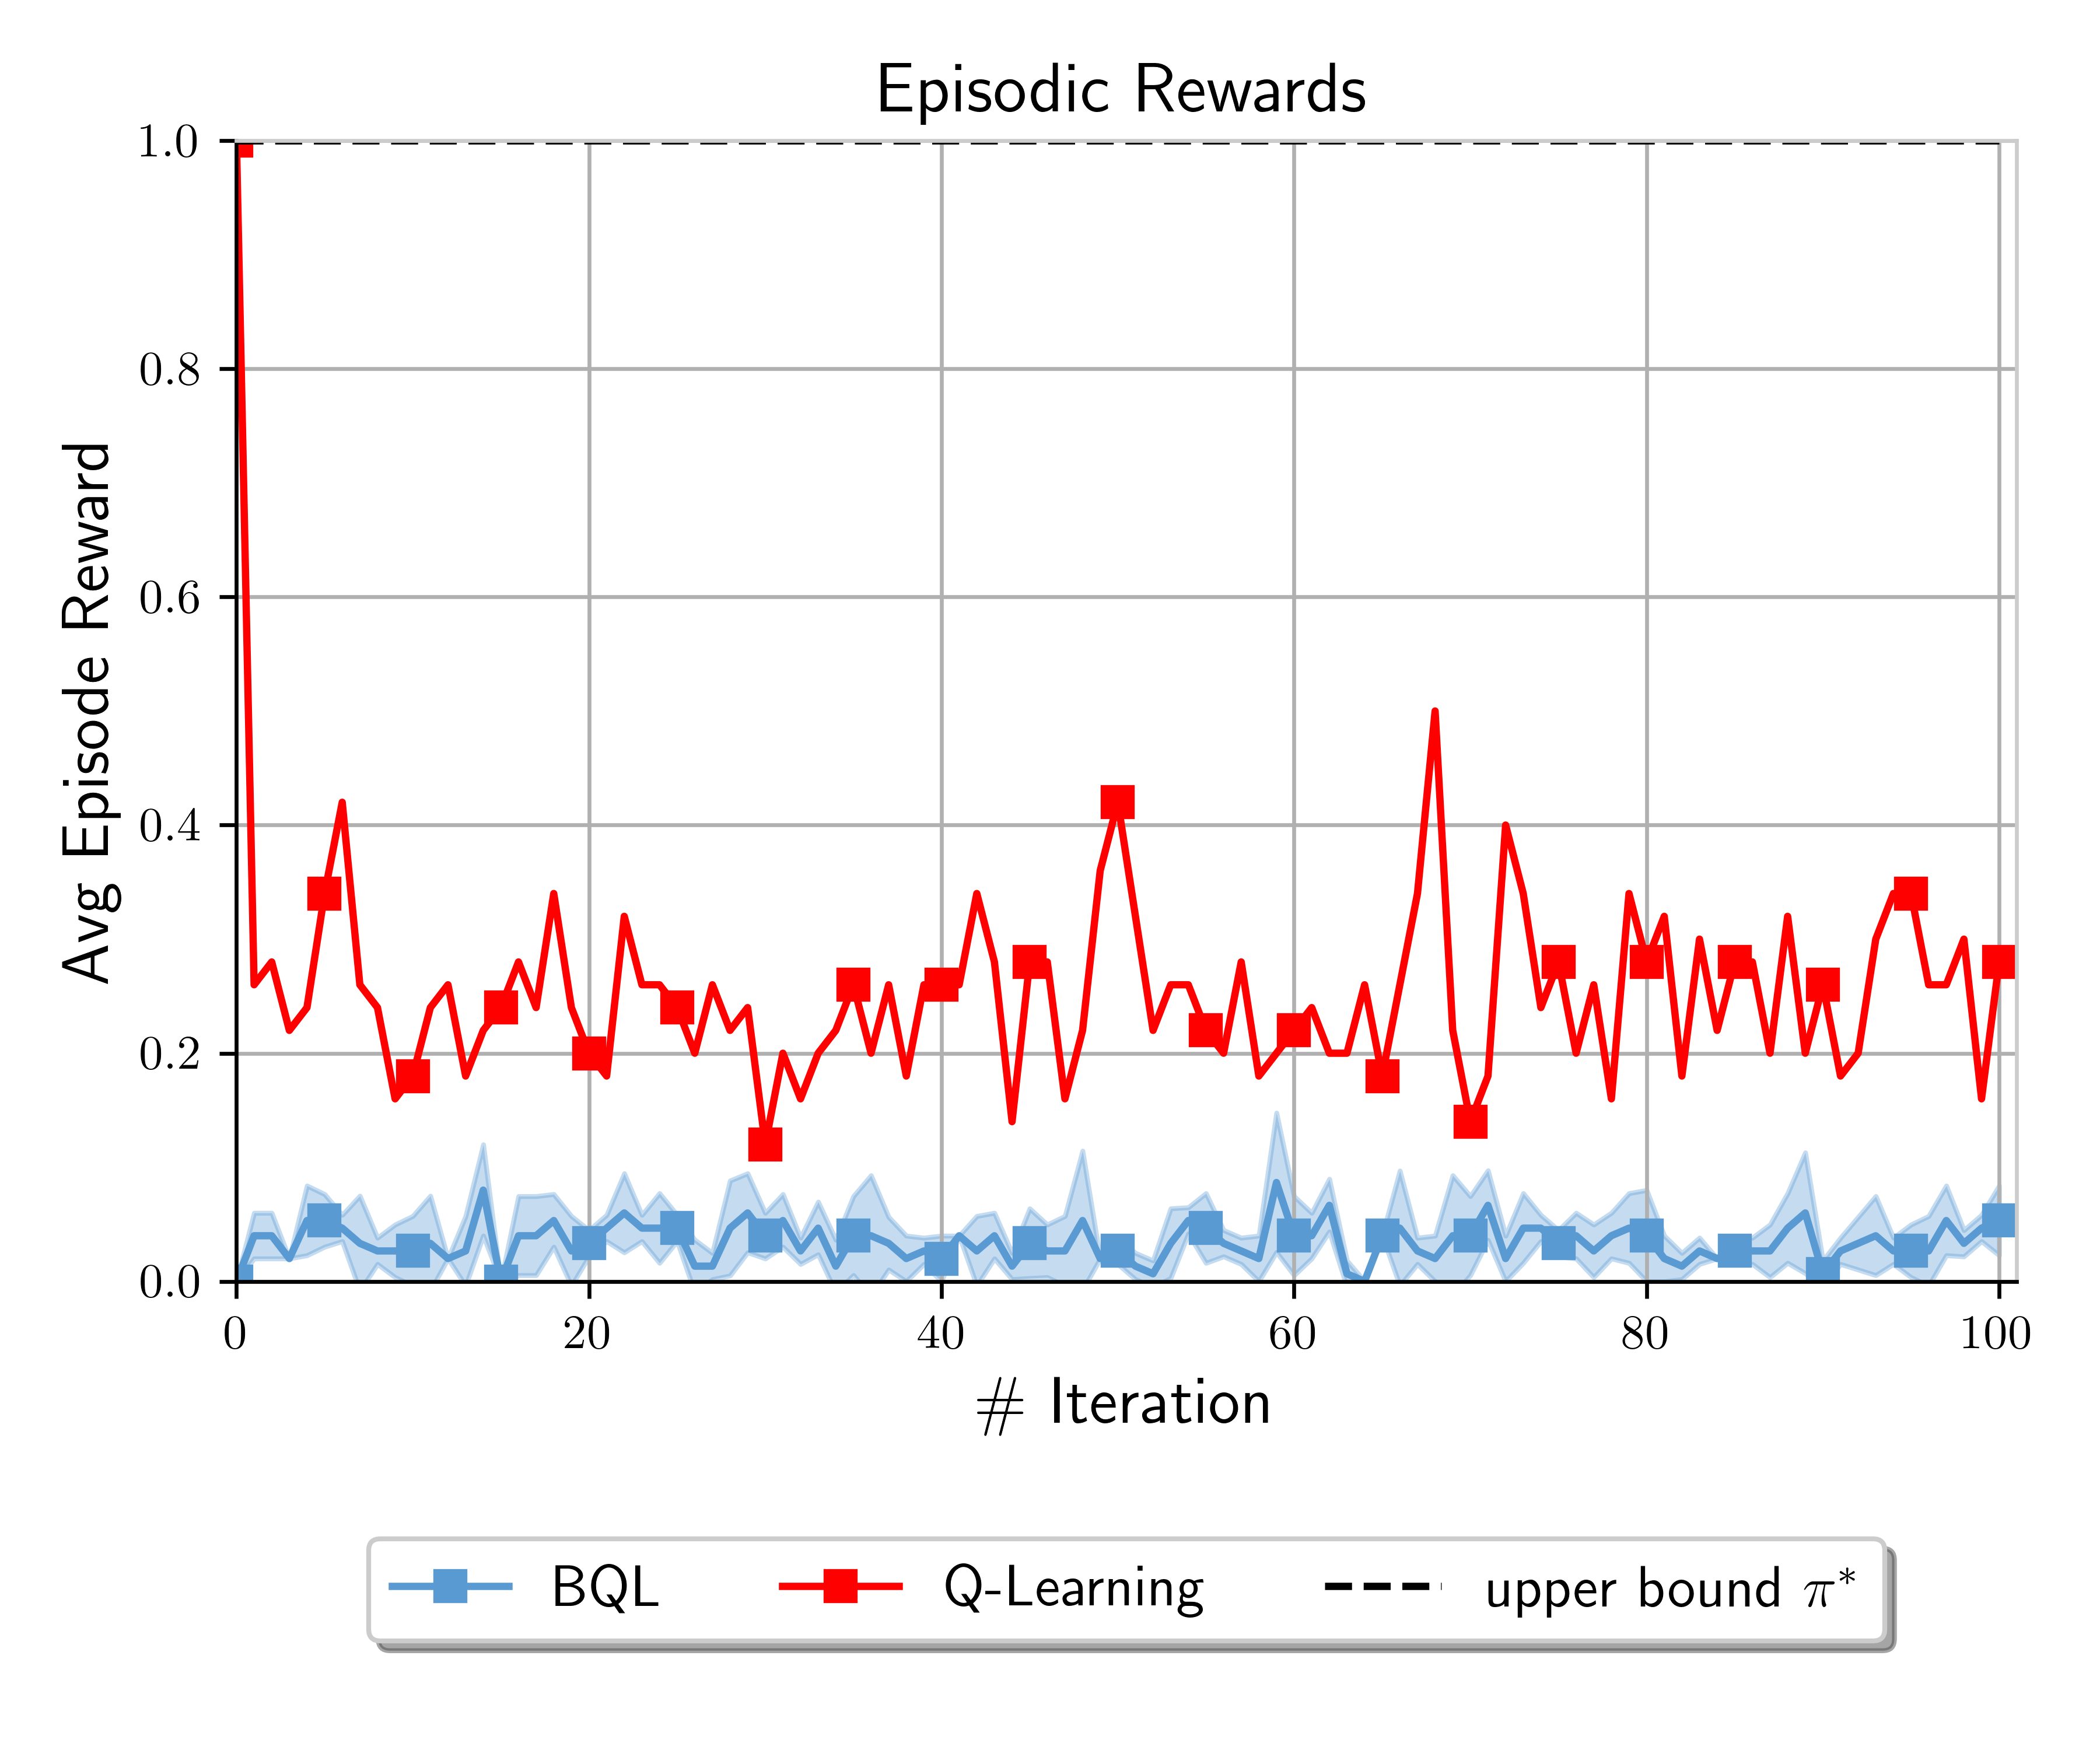 Episodic Rewards
1.0
0.8
0.6
0.4
0.2
0.0
Avg Episode Reward
0 20 40 60 80 100
# Iteration
BQL Q-Learning upper bound π*